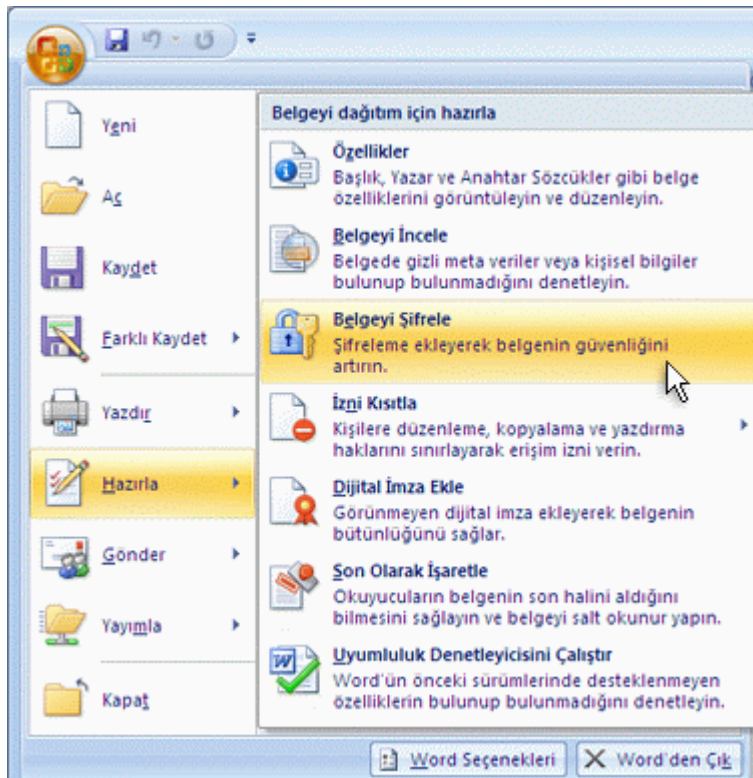 Yeni
Aç
Kaydet
Farklı Kaydet
Yazdır
Hazırla
Gönder
Yayımla
Kapat
Belgeyi dağıtım için hazırla
Özellikler
Başlık, Yazar ve Anahtar Sözcükler gibi belge
özelliklerini görüntüleyin ve düzenleyin.
Belgeyi İncele
Belgede gizli meta veriler veya kişisel bilgiler
bulunup bulunmadığını denetleyin.
Belgeyi Şifrele
Şifreleme ekleyerek belgenin güvenliğini
artırın.
İzni Kısıtla
Kişilere düzenleme, kopyalama ve yazdırma
haklarını sınırlayarak erişim izni verin.
Dijital İmza Ekle
Görünmeyen dijital imza ekleyerek belgenin
bütünlüğünü sağlar.
Son Olarak İşaretle
Okuyucuların belgenin son halini aldığını
bilmesini sağlayın ve belgeyi salt okunur yapın.
Uyumluluk Denetleyicisini Çalıştır
Word'ün önceki sürümlerinde desteklenmeyen
özelliklerin bulunup bulunmadığını denetleyin.
Word Seçenekleri
Word'den Çık